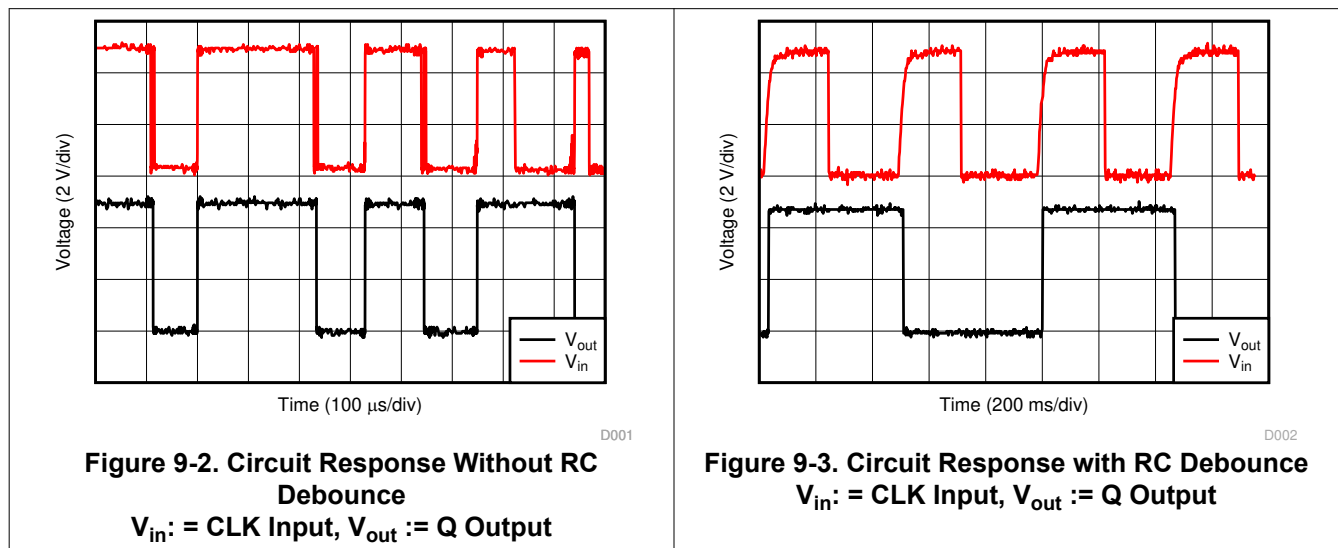 Voltage (2 V/div)
Vout
Vin
Time (100 μs/div)
D001
Figure 9-2. Circuit Response Without RC
Debounce
Vin: = CLK Input, Vout := Q Output
Voltage (2 V/div)
Vout
Vin
Time (200 ms/div)
D002
Figure 9-3. Circuit Response with RC Debounce
Vin: = CLK Input, Vout := Q Output